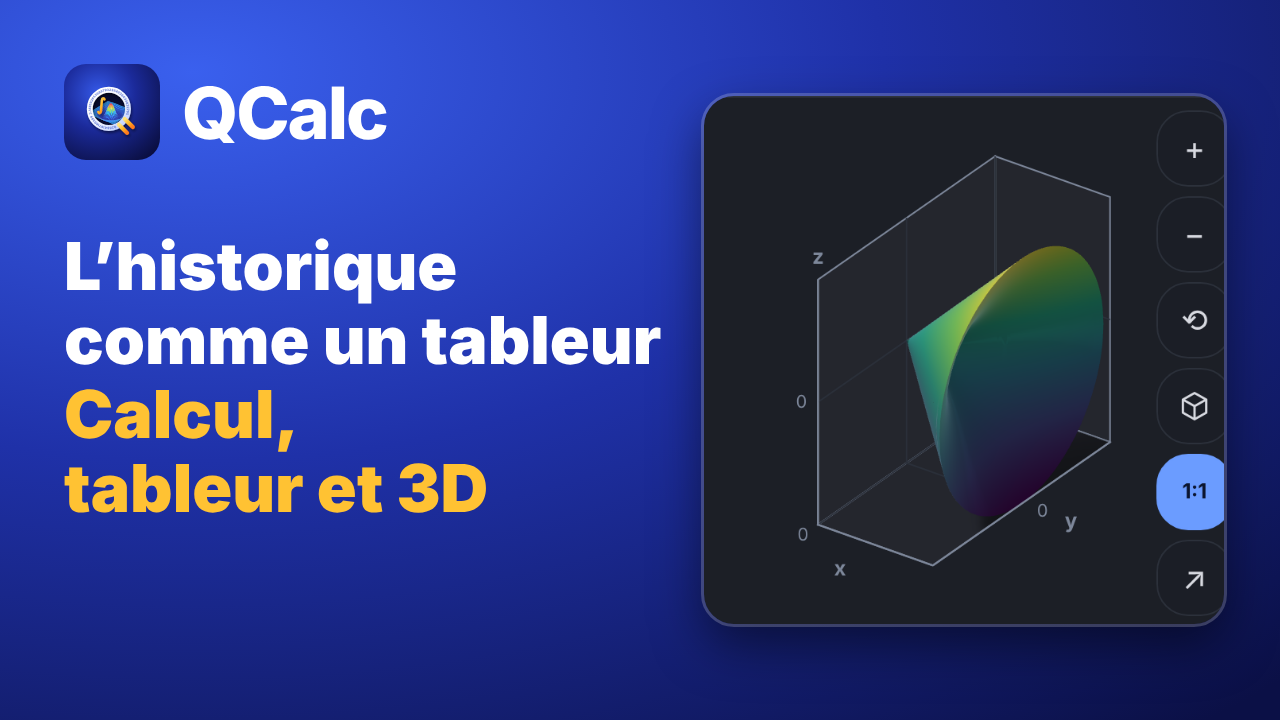 QCalc
L’historique
comme un tableur
Calcul,
tableur et 3D
z
0
0
x
0
y
+
−
1:1